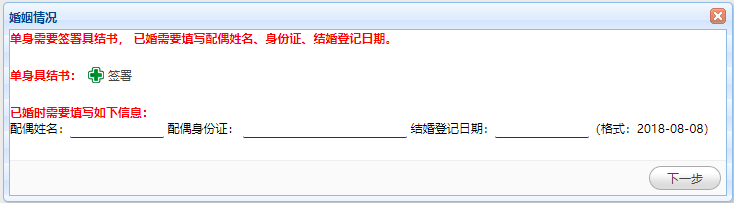 婚姻情况
单身需要签署具结书， 已婚需要填写配偶姓名、身份证、结婚登记日期。
单身具结书： 签署
已婚时需要填写如下信息：
配偶姓名： 配偶身份证： 结婚登记日期： （格式：2018-08-08）
下一步